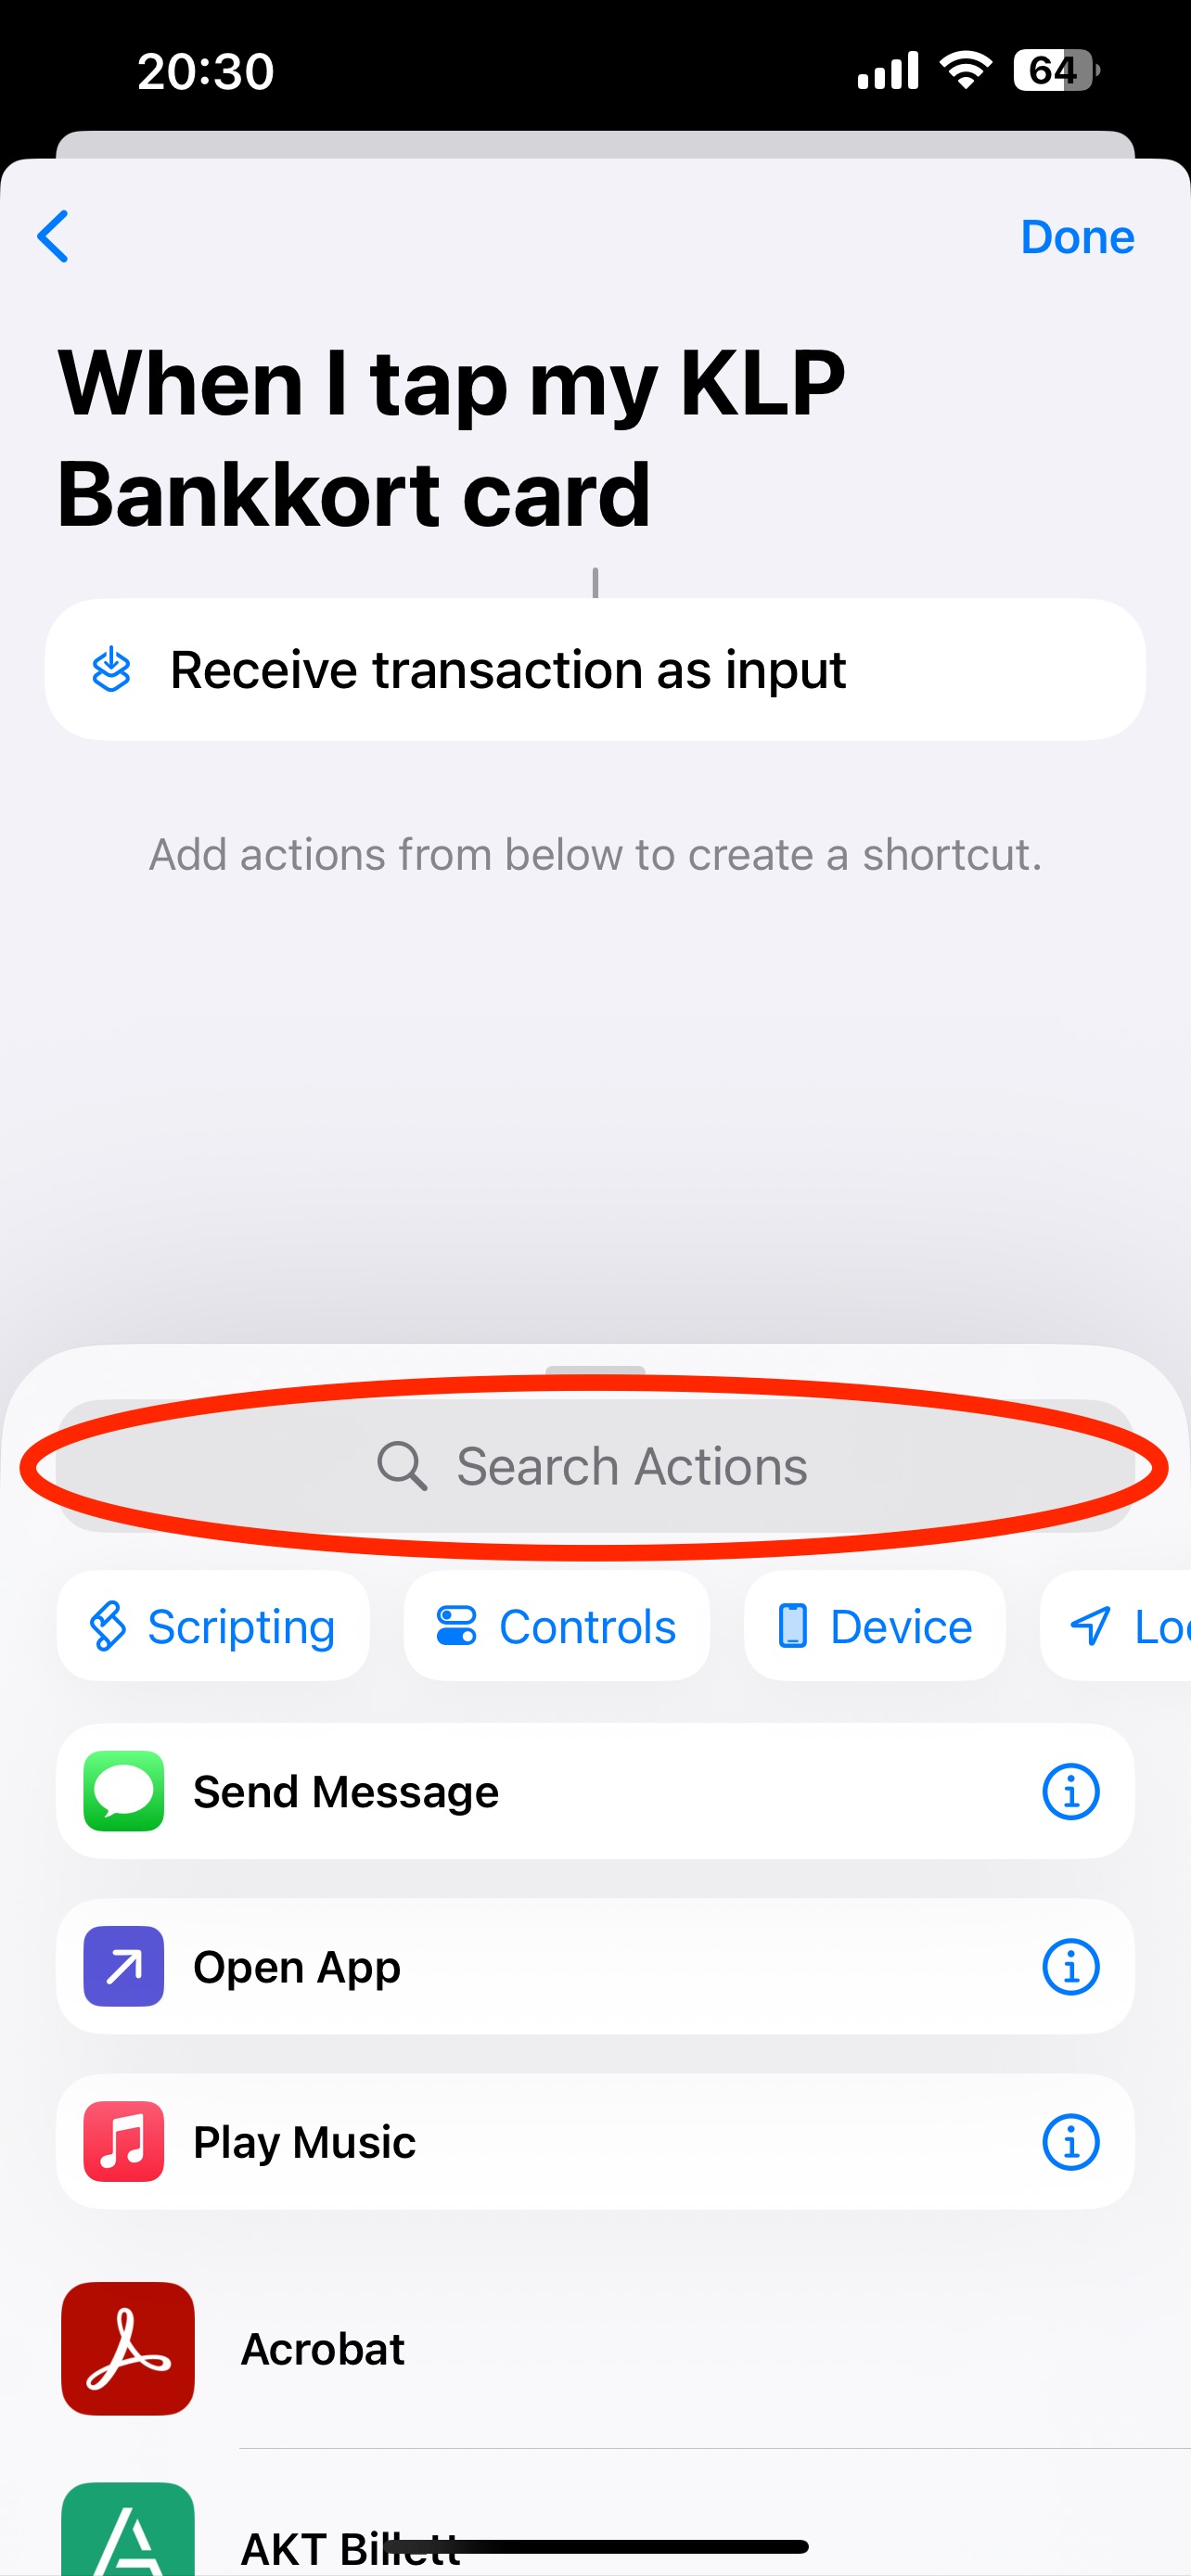 20:30
64
Done
When I tap my KLP
Bankkort card
Receive transaction as input
Add actions from below to create a shortcut.
Search Actions
Scripting Controls Device Loc
Send Message
Open App
Play Music
Acrobat
AKT Billett